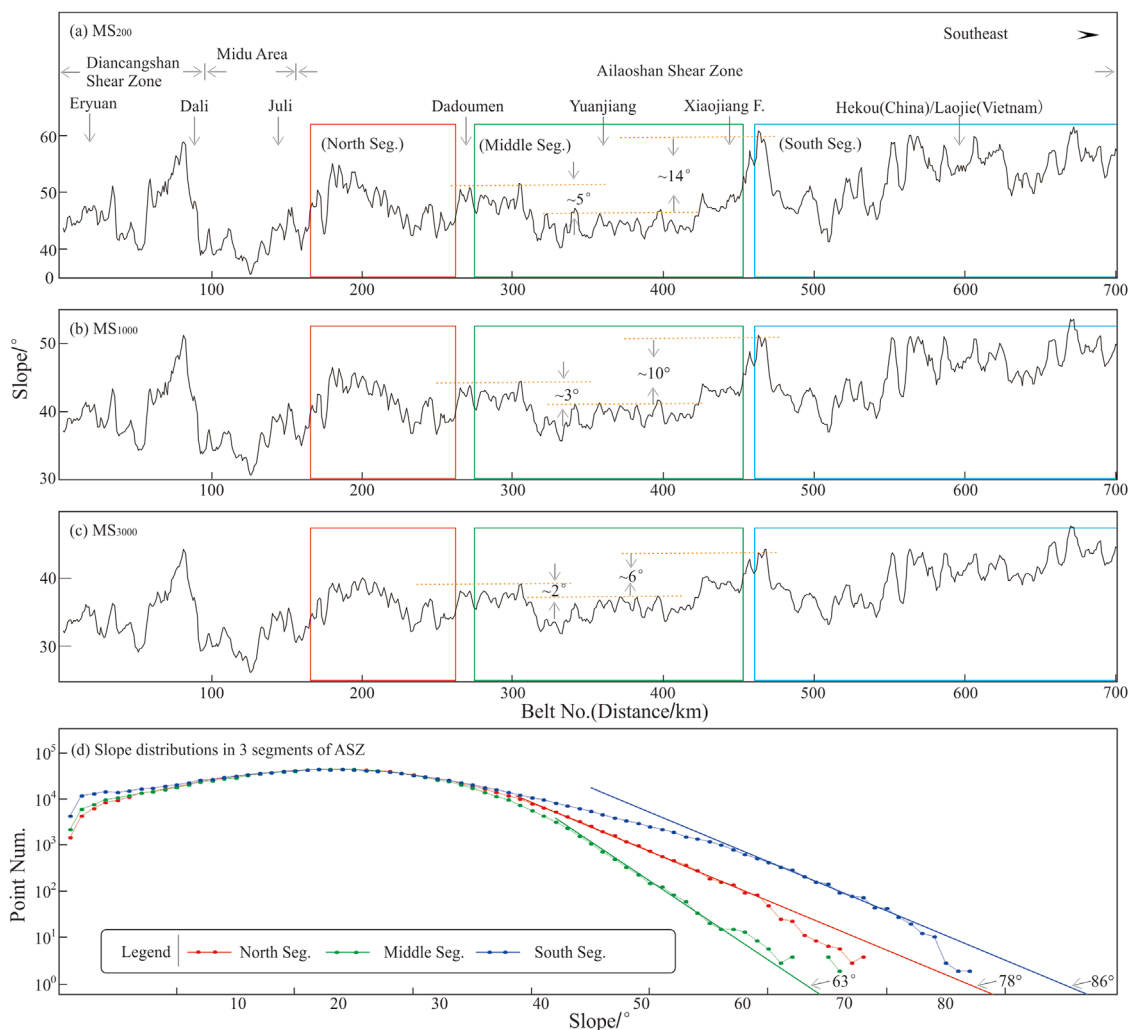 (a) MS200
Southeast
Diancangshan
Shear Zone
Midu Area
Ailaoshan Shear Zone
Eryuan
Dali
Juli
Dadoumen
Yuanjiang
Xiaojiang F.
Hekou(China)/Laojie(Vietnam)
(North Seg.)
(Middle Seg.)
(South Seg.)
~5°
~14°
60
50
40
0
100
200
300
400
500
600
700
(b) MS1000
~3°
~10°
50
40
30
100
200
300
400
500
600
700
Slope/°
(c) MS3000
~2°
~6°
40
30
100
200
300
400
500
600
700
Belt No.(Distance/km)
(d) Slope distributions in 3 segments of ASZ
10⁵
10⁴
10³
10²
10¹
10⁰
Point Num.
Legend
North Seg.
Middle Seg.
South Seg.
63°
78°
86°
10
20
30
40
50
60
70
80
Slope/°